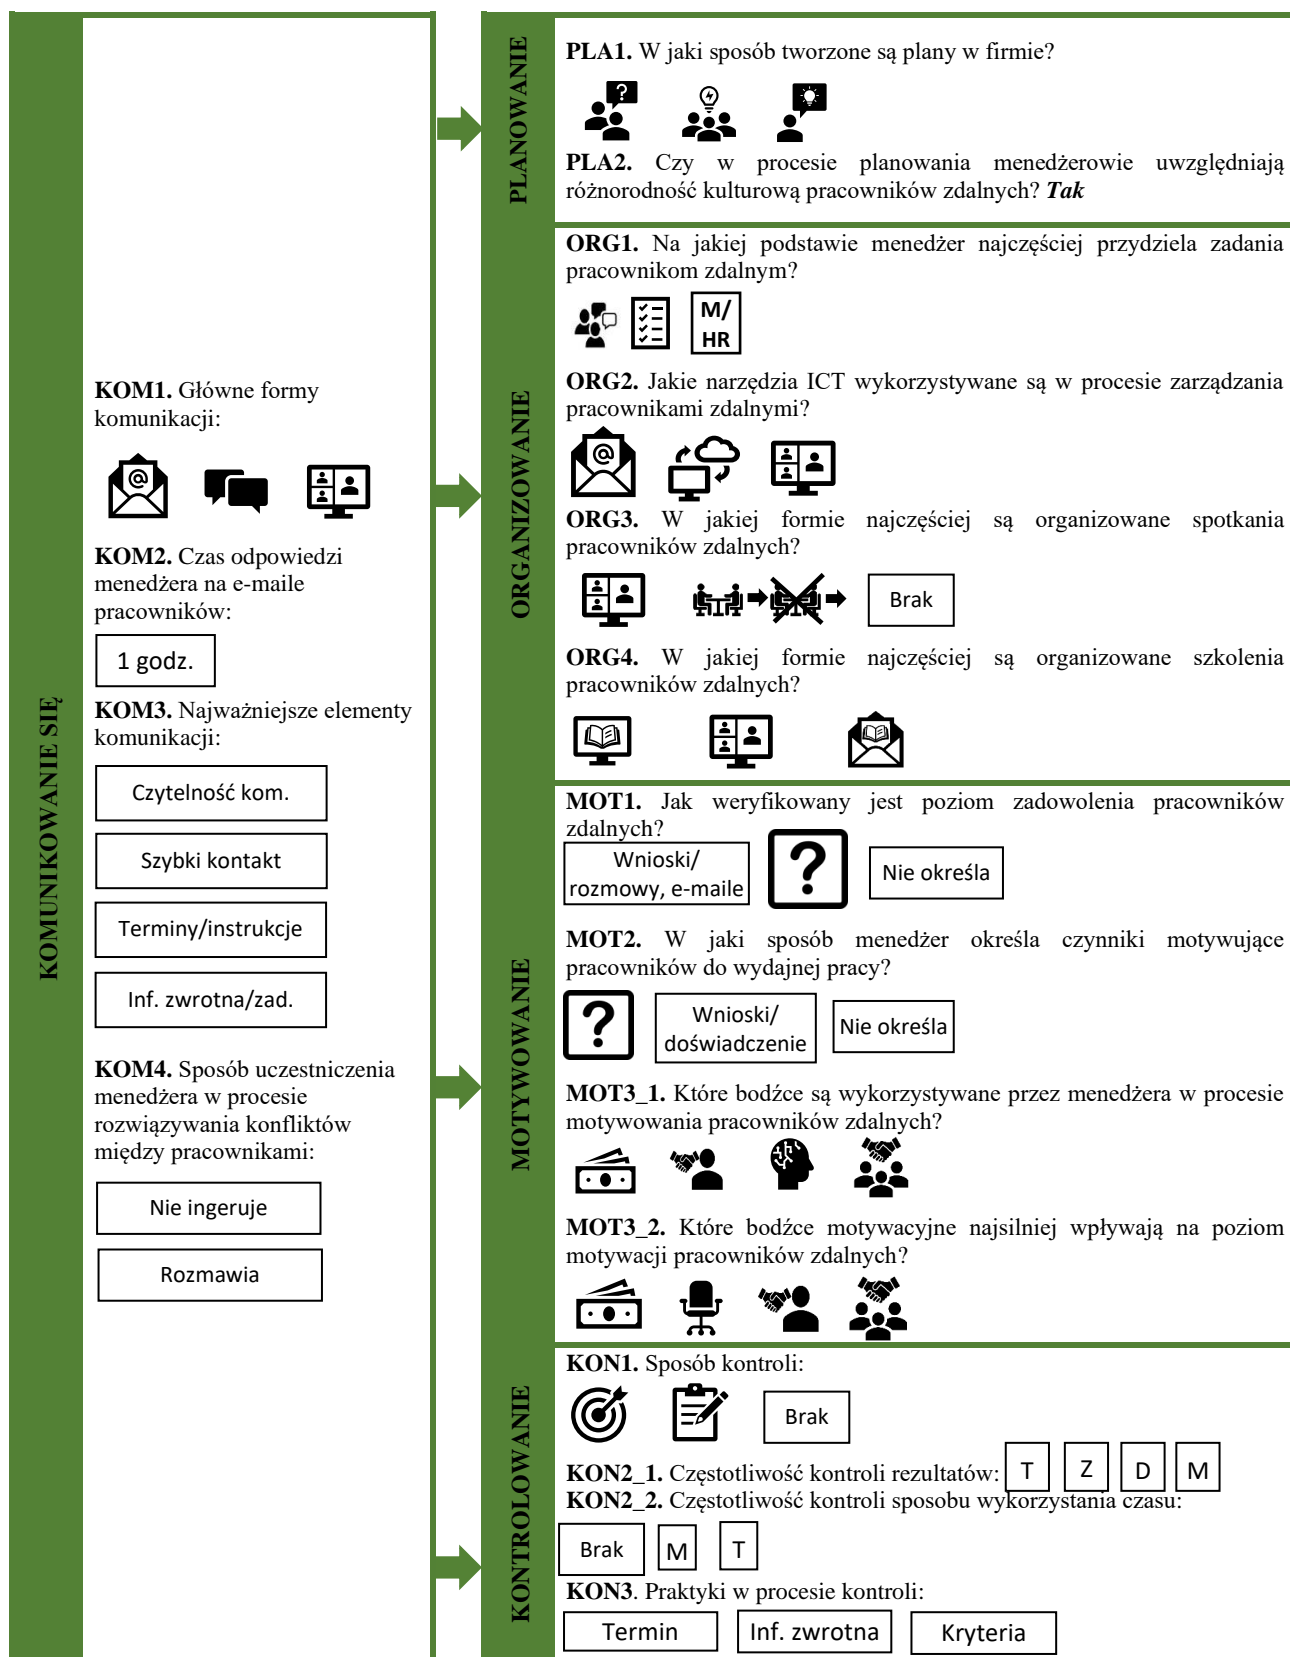 KOMUNIKOWANIE SIĘ
KOM1. Główne formy
komunikacji:
@
KOM2. Czas odpowiedzi
menedżera na e-maile
pracowników:
1 godz.
KOM3. Najważniejsze elementy
komunikacji:
Czytelność kom.
Szybki kontakt
Terminy/instrukcje
Inf. zwrotna/zad.
KOM4. Sposób uczestniczenia
menedżera w procesie
rozwiązywania konfliktów
między pracownikami:
Nie ingeruje
Rozmawia
PLANOWANIE
PLA1. W jaki sposób tworzone są plany w firmie?
?
PLA2. Czy w procesie planowania menedżerowie uwzględniają
różnorodność kulturową pracowników zdalnych? Tak
ORGANIZOWANIE
ORG1. Na jakiej podstawie menedżer najczęściej przydziela zadania
pracownikom zdalnym?
M/
HR
ORG2. Jakie narzędzia ICT wykorzystywane są w procesie zarządzania
pracownikami zdalnymi?
@
ORG3. W jakiej formie najczęściej są organizowane spotkania
pracowników zdalnych?
Brak
ORG4. W jakiej formie najczęściej są organizowane szkolenia
pracowników zdalnych?
MOTYWOWANIE
MOT1. Jak weryfikowany jest poziom zadowolenia pracowników
zdalnych?
Wnioski/
rozmowy, e-maile
?
Nie określa
MOT2. W jaki sposób menedżer określa czynniki motywujące
pracowników do wydajnej pracy?
?
Wnioski/
doświadczenie
Nie określa
MOT3_1. Które bodźce są wykorzystywane przez menedżera w procesie
motywowania pracowników zdalnych?
MOT3_2. Które bodźce motywacyjne najsilniej wpływają na poziom
motywacji pracowników zdalnych?
KONTROLOWANIE
KON1. Sposób kontroli:
Brak
KON2_1. Częstotliwość kontroli rezultatów: T Z D M
KON2_2. Częstotliwość kontroli sposobu wykorzystania czasu:
Brak M T
KON3. Praktyki w procesie kontroli:
Termin Inf. zwrotna Kryteria